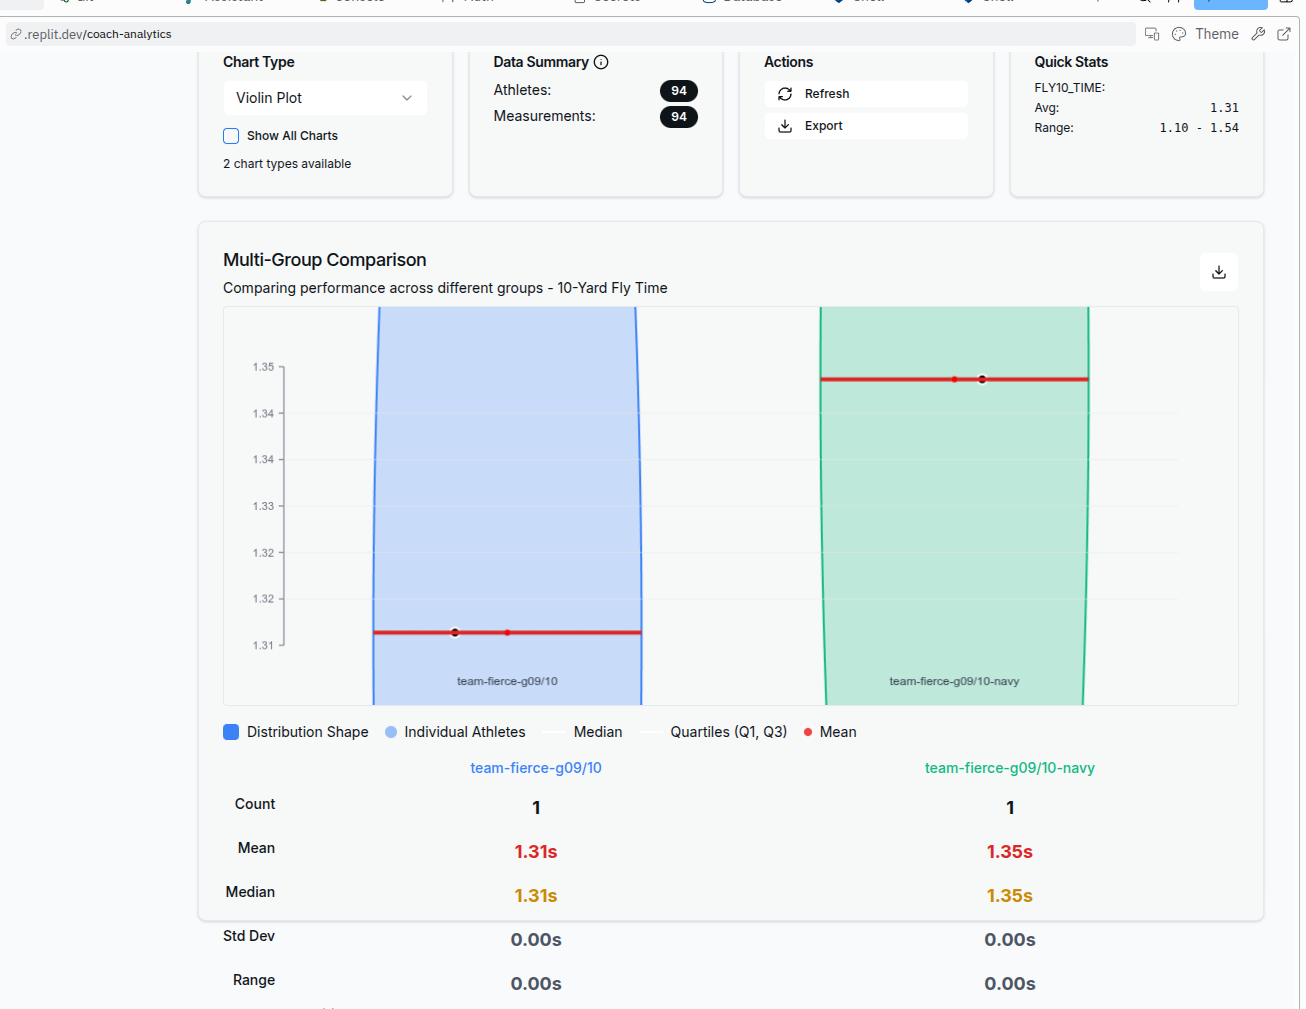 .replit.dev/coach-analytics
Theme
Chart Type
Violin Plot
Show All Charts
2 chart types available
Data Summary
Athletes: 94
Measurements: 94
Actions
Refresh
Export
Quick Stats
FLY10_TIME:
Avg: 1.31
Range: 1.10 - 1.54
Multi-Group Comparison
Comparing performance across different groups - 10-Yard Fly Time
1.35
1.34
1.34
1.33
1.32
1.32
1.31
team-fierce-g09/10
team-fierce-g09/10-navy
Distribution Shape Individual Athletes Median Quartiles (Q1, Q3) Mean
team-fierce-g09/10 team-fierce-g09/10-navy
Count 1 1
Mean 1.31s 1.35s
Median 1.31s 1.35s
Std Dev 0.00s 0.00s
Range 0.00s 0.00s